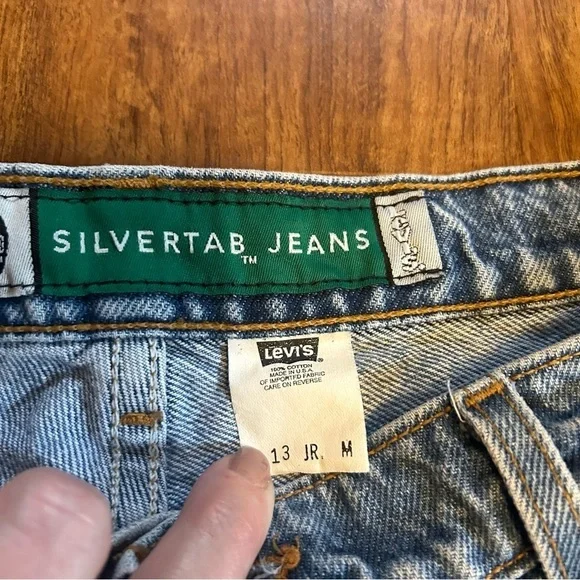 SILVERTAB JEANS
TM
LEVI'S
100% COTTON
MADE IN U.S.A.
OF IMPORTED FABRIC
CARE ON REVERSE
13 JR. M